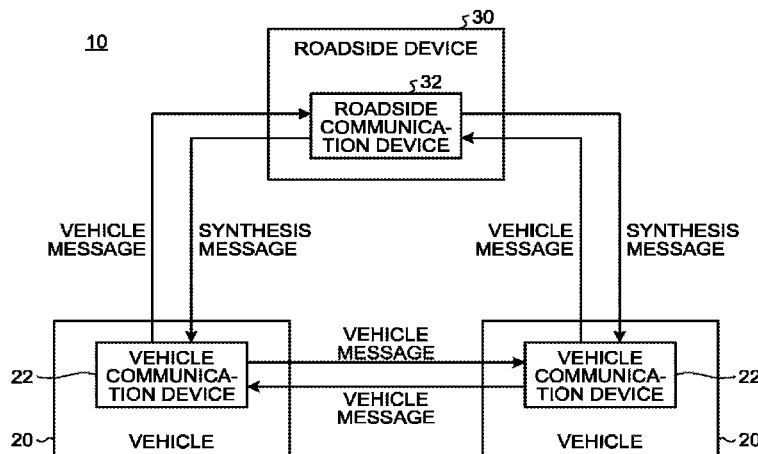 10
30
ROADSIDE DEVICE
32
ROADSIDE
COMMUNICA-
TION DEVICE
VEHICLE
MESSAGE
SYNTHESIS
MESSAGE
VEHICLE
MESSAGE
SYNTHESIS
MESSAGE
VEHICLE
MESSAGE
22
VEHICLE
COMMUNICA-
TION DEVICE
VEHICLE
COMMUNICA-
TION DEVICE
22
VEHICLE
MESSAGE
20
VEHICLE
VEHICLE
20